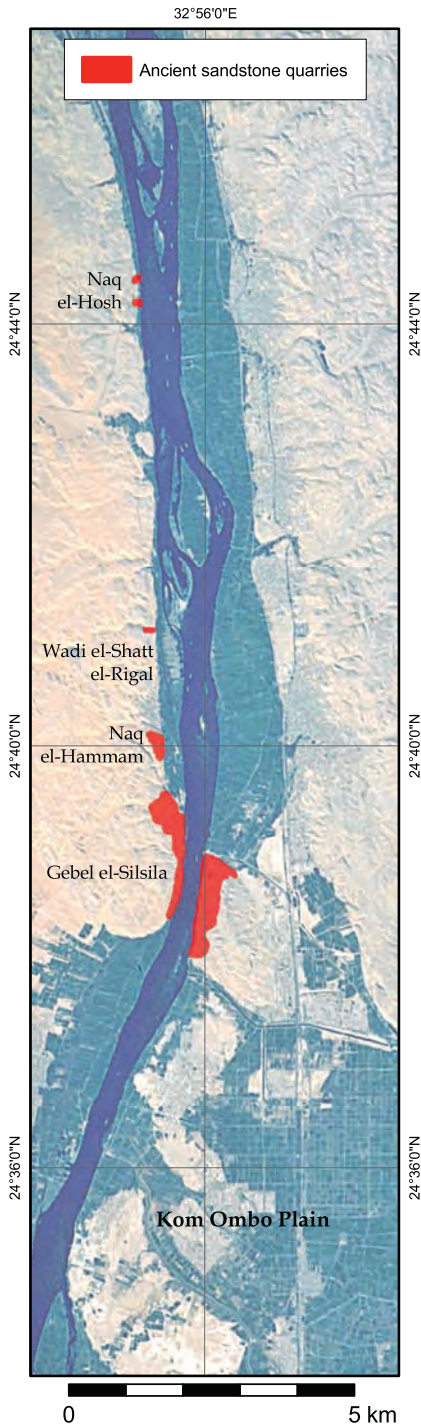 32°56'0"E
Ancient sandstone quarries
Naq
el-Hosh
24°44'0"N
24°44'0"N
Wadi el-Shatt
el-Rigal
Naq
el-Hammam
24°40'0"N
24°40'0"N
Gebel el-Silsila
24°36'0"N
24°36'0"N
Kom Ombo Plain
0
5 km